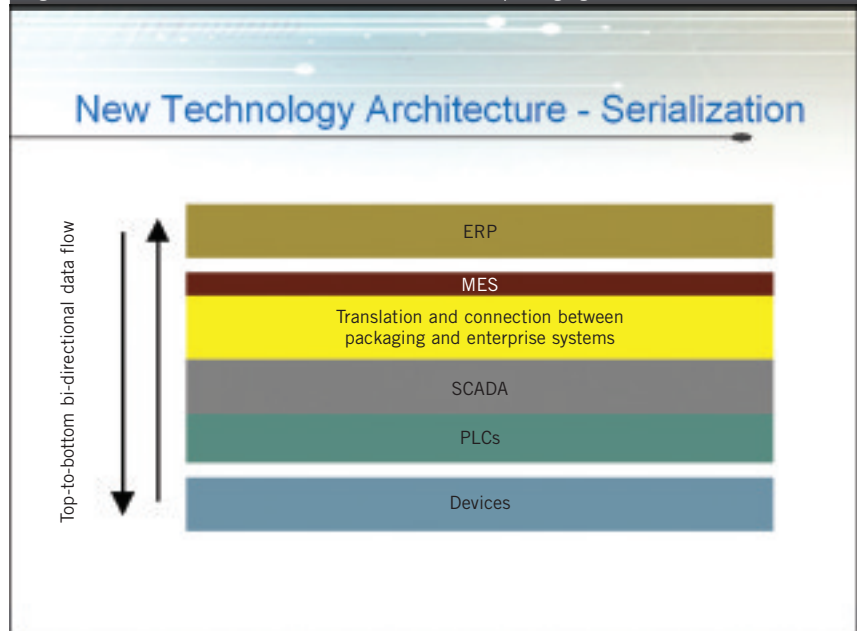 New Technology Architecture - Serialization
Top-to-bottom bi-directional data flow
ERP
MES
Translation and connection between
packaging and enterprise systems
SCADA
PLCs
Devices